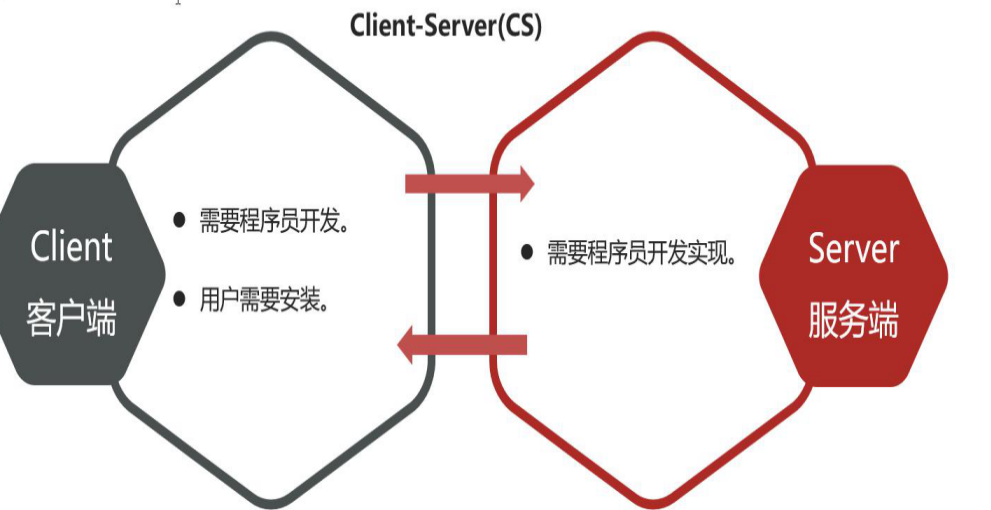 Client-Server(CS)
Client
客户端
● 需要程序员开发。
● 用户需要安装。
● 需要程序员开发实现。
Server
服务端